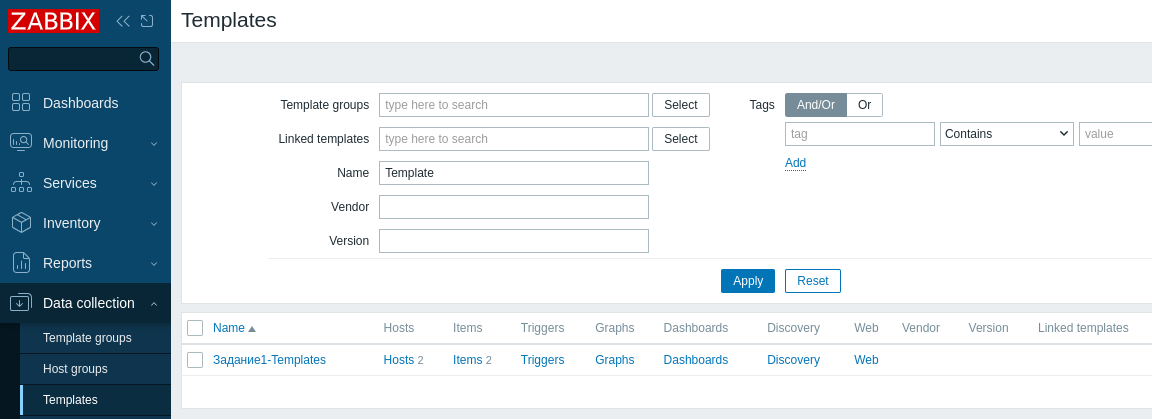 ZABBIX
Dashboards
Monitoring
Services
Inventory
Reports
Data collection
Template groups
Host groups
Templates
Templates
Template groups type here to search Select
Linked templates type here to search Select
Name Template
Vendor
Version
Tags And/Or Or
tag Contains value
Add
Apply Reset
Name Hosts Items Triggers Graphs Dashboards Discovery Web Vendor Version Linked templates
Задание1-Templates Hosts 2 Items 2 Triggers Graphs Dashboards Discovery Web